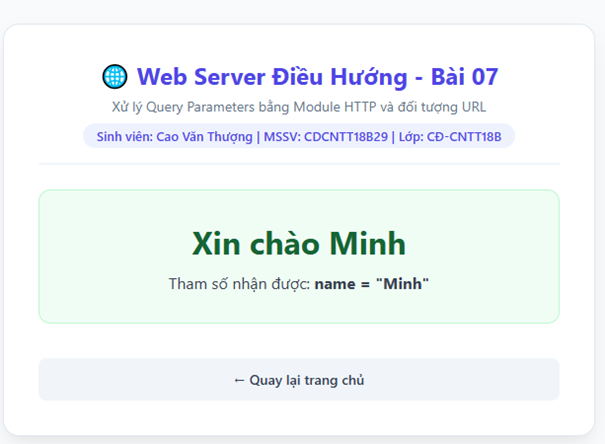 Web Server Điều Hướng - Bài 07
Xử lý Query Parameters bằng Module HTTP và đối tượng URL
Sinh viên: Cao Văn Thượng | MSSV: CDCNTT18B29 | Lớp: CĐ-CNTT18B
Xin chào Minh
Tham số nhận được: name = "Minh"
← Quay lại trang chủ